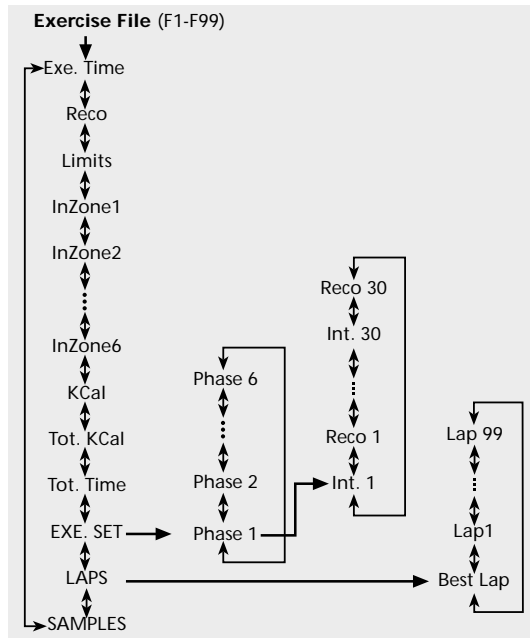 Exercise File (F1-F99)
Exe. Time
Reco
Limits
InZone1
InZone2
InZone6
KCal
Tot. KCal
Tot. Time
EXE. SET
LAPS
SAMPLES
Phase 6
Phase 2
Phase 1
Reco 30
Int. 30
Reco 1
Int. 1
Lap 99
Lap1
Best Lap